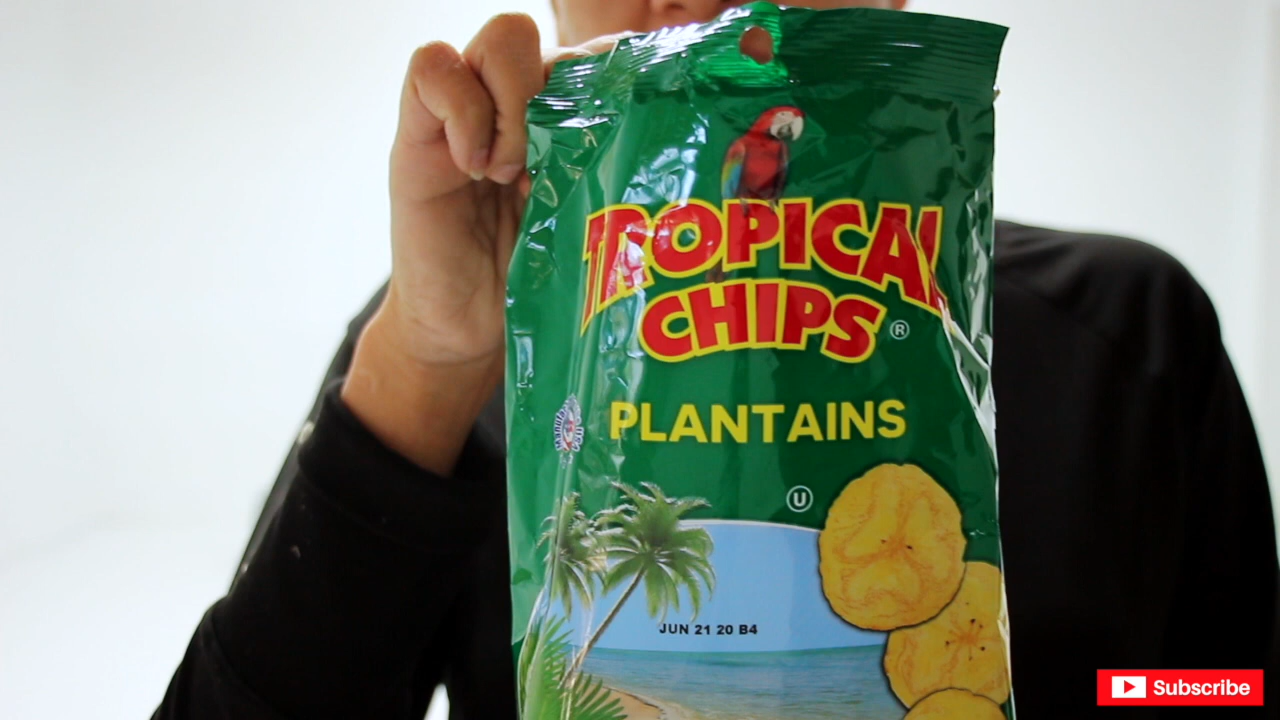 TROPICAL
CHIPS ®
PLANTAINS
U
JUN 21 20 B4
Subscribe